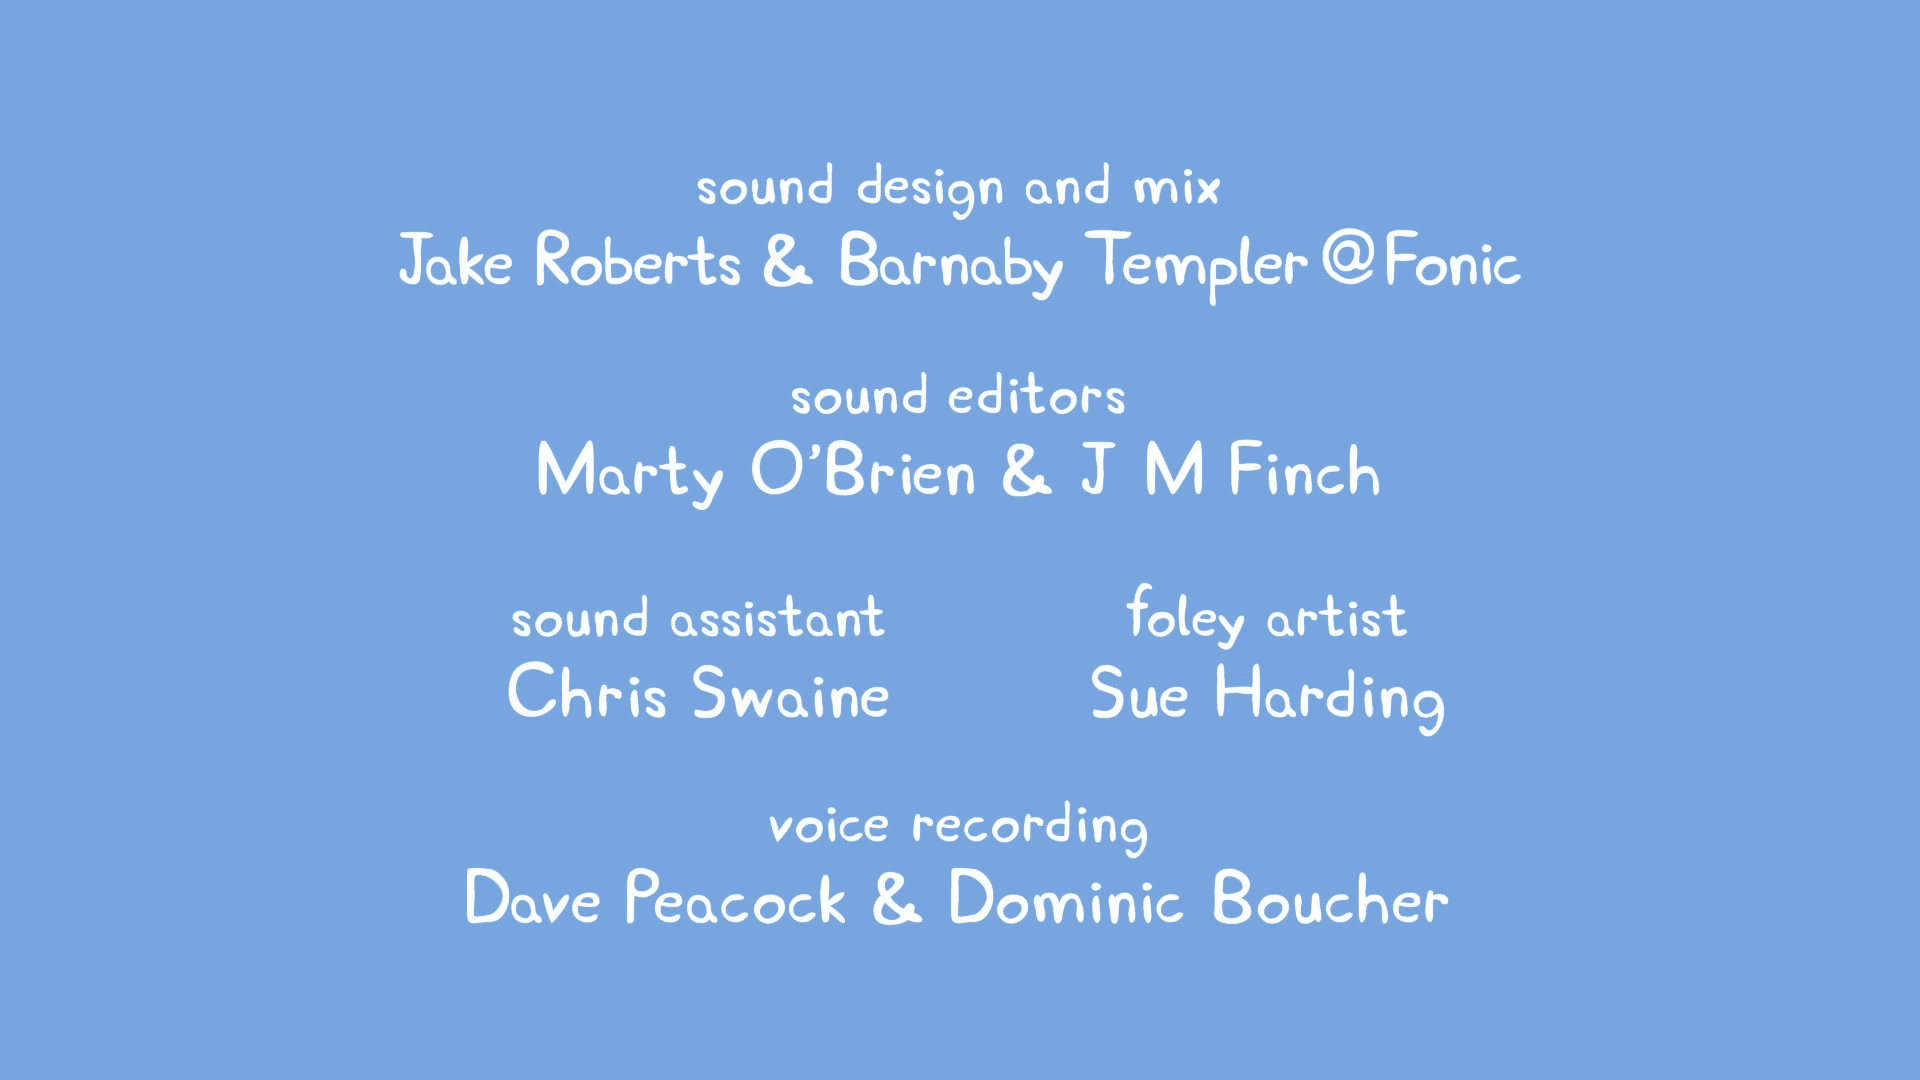 sound design and mix
Jake Roberts & Barnaby Templer @Fonic
sound editors
Marty O'Brien & J M Finch
sound assistant
Chris Swaine
foley artist
Sue Harding
voice recording
Dave Peacock & Dominic Boucher